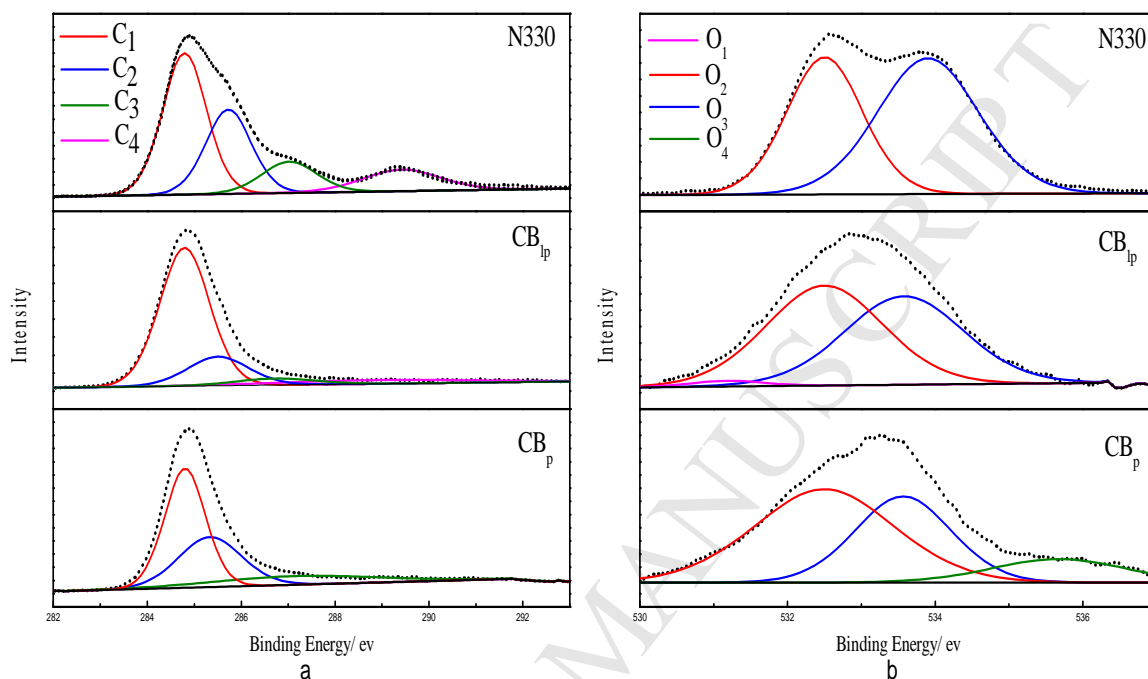 C1
C2
C3
C4
N330
CBlp
CBp
Intensity
282 284 286 288 290 292
Binding Energy/ ev
a
O1
O2
O3
O4
N330
CBlp
CBp
Intensity
530 532 534 536
Binding Energy/ ev
b
MANUSCRIPT